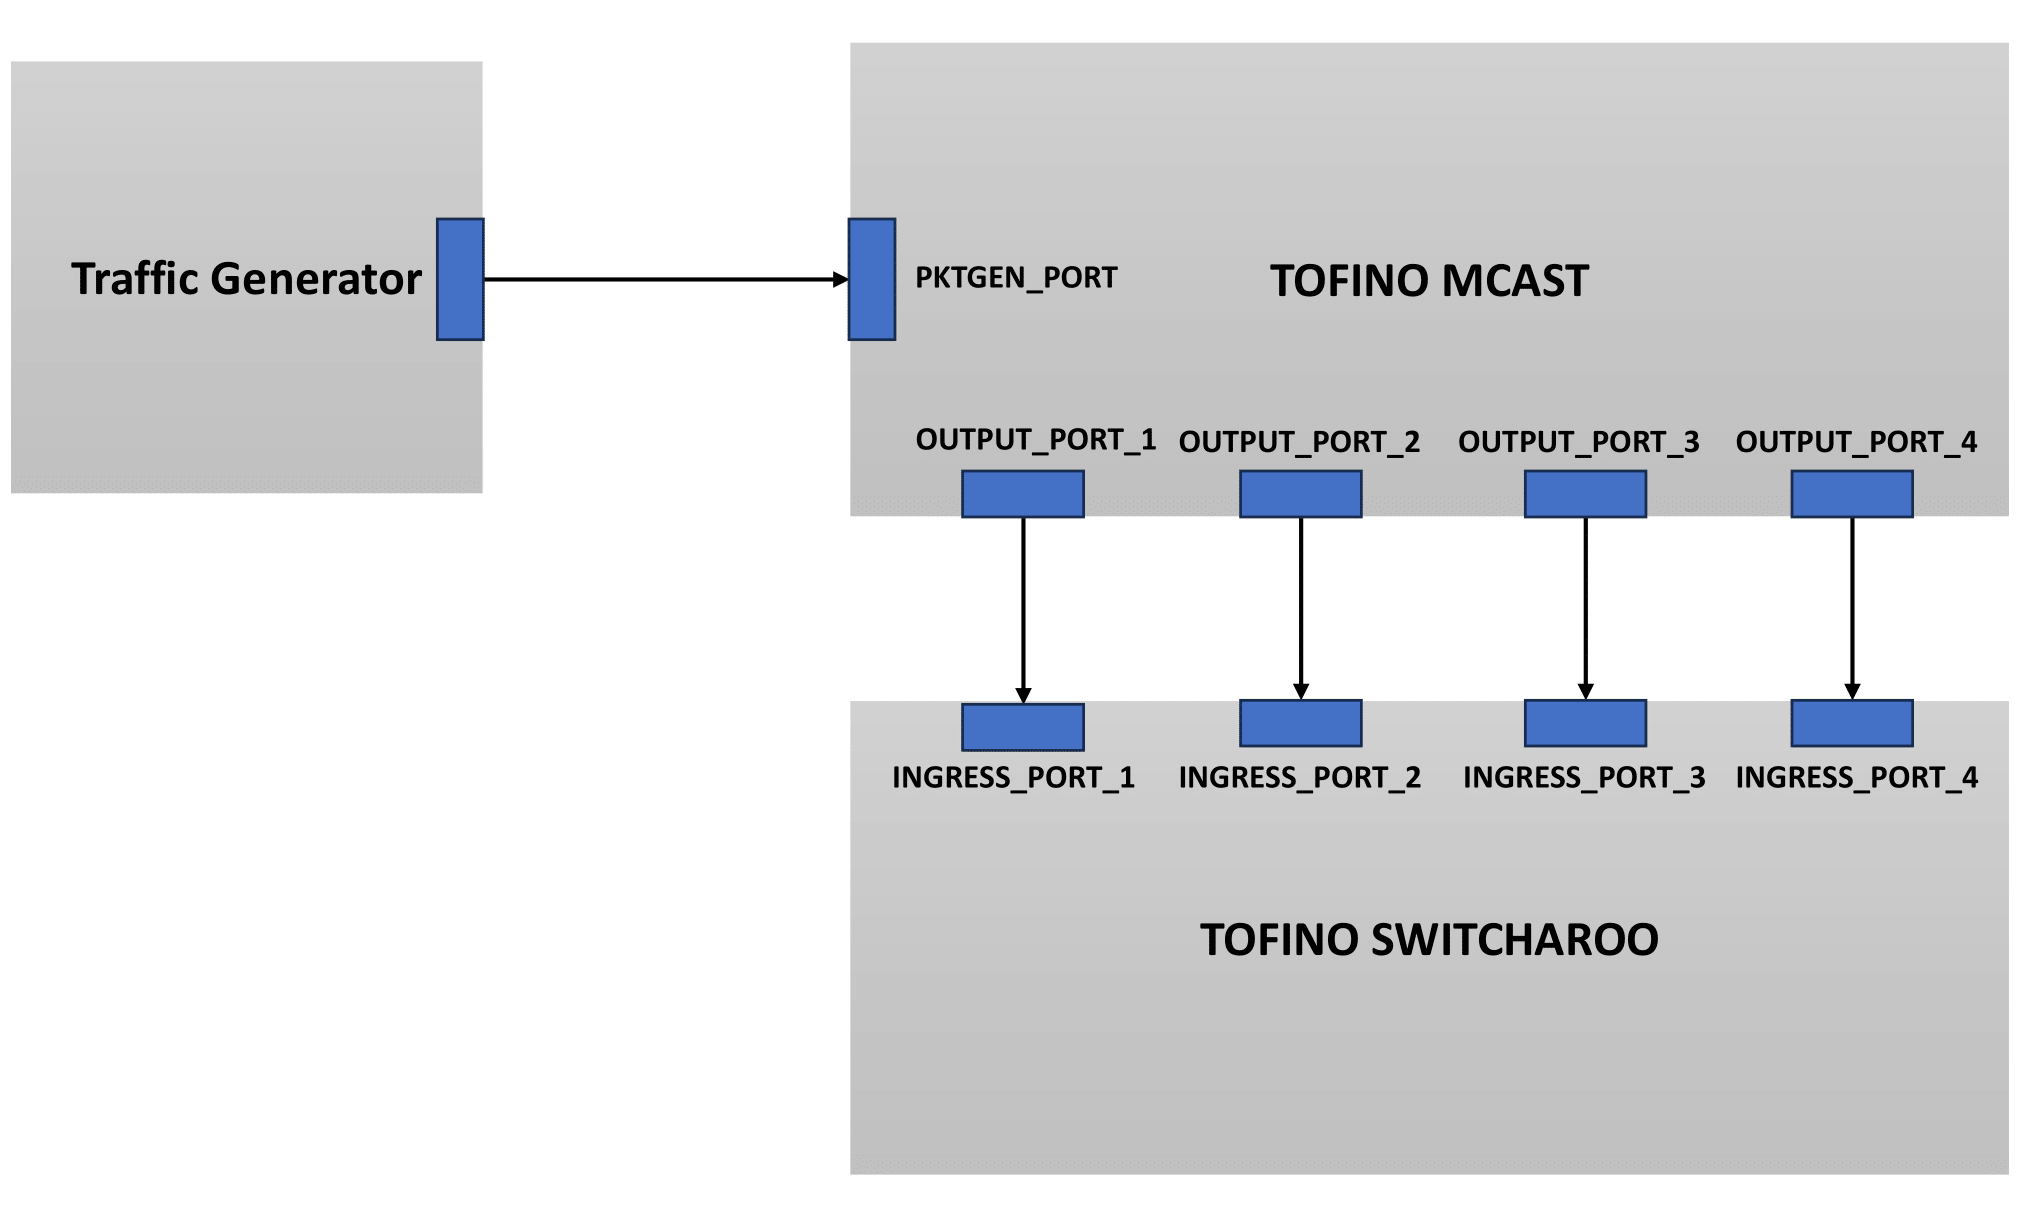 Traffic Generator
PKTGEN_PORT
TOFINO MCAST
OUTPUT_PORT_1
OUTPUT_PORT_2
OUTPUT_PORT_3
OUTPUT_PORT_4
INGRESS_PORT_1
INGRESS_PORT_2
INGRESS_PORT_3
INGRESS_PORT_4
TOFINO SWITCHAROO